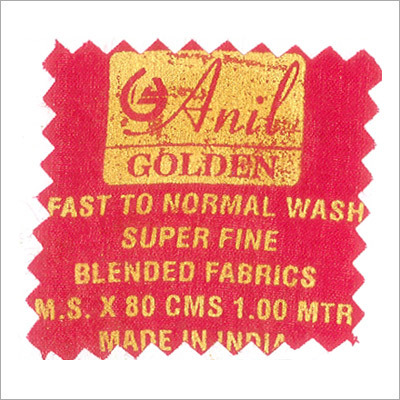 Anil
GOLDEN
FAST TO NORMAL WASH
SUPER FINE
BLENDED FABRICS
M.S. X 80 CMS 1.00 MTR
MADE IN INDIA